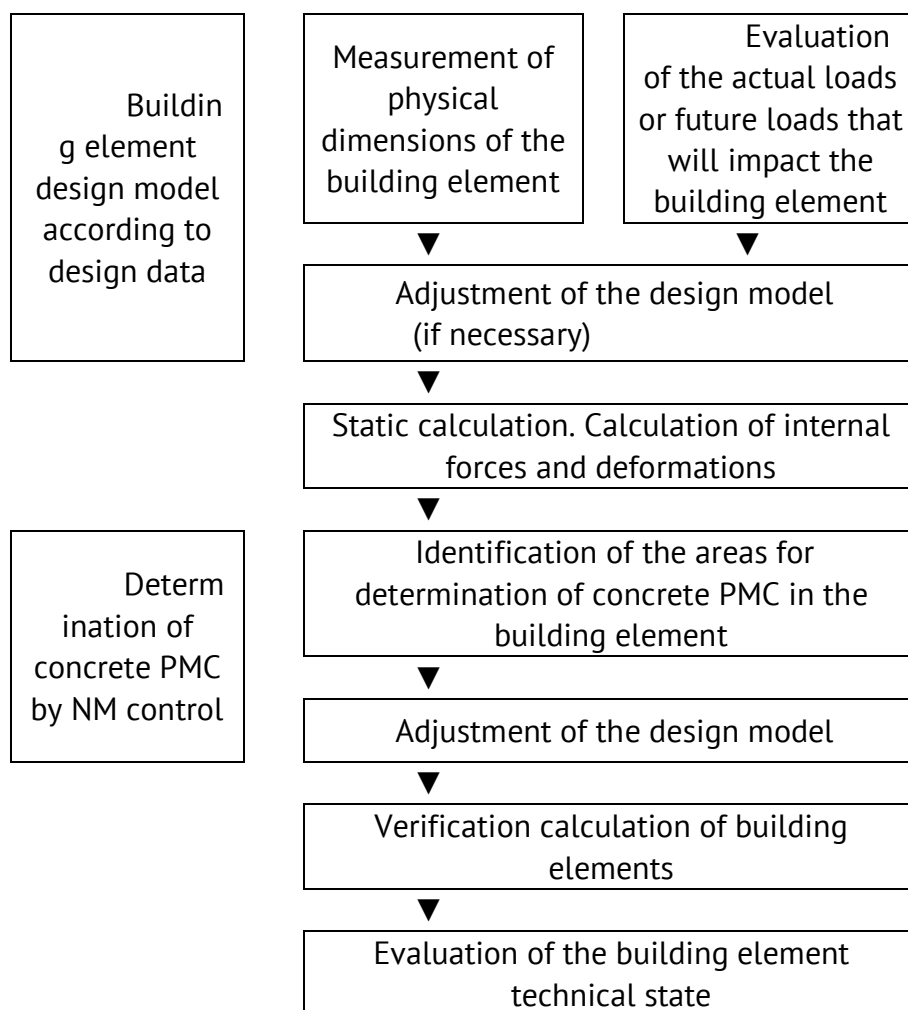 Buildin
g element
design model
according to
design data
Measurement of
physical
dimensions of the
building element
Evaluation
of the actual loads
or future loads that
will impact the
building element
Adjustment of the design model
(if necessary)
Static calculation. Calculation of internal
forces and deformations
Determ
ination of
concrete PMC
by NM control
Identification of the areas for
determination of concrete PMC in the
building element
Adjustment of the design model
Verification calculation of building
elements
Evaluation of the building element
technical state